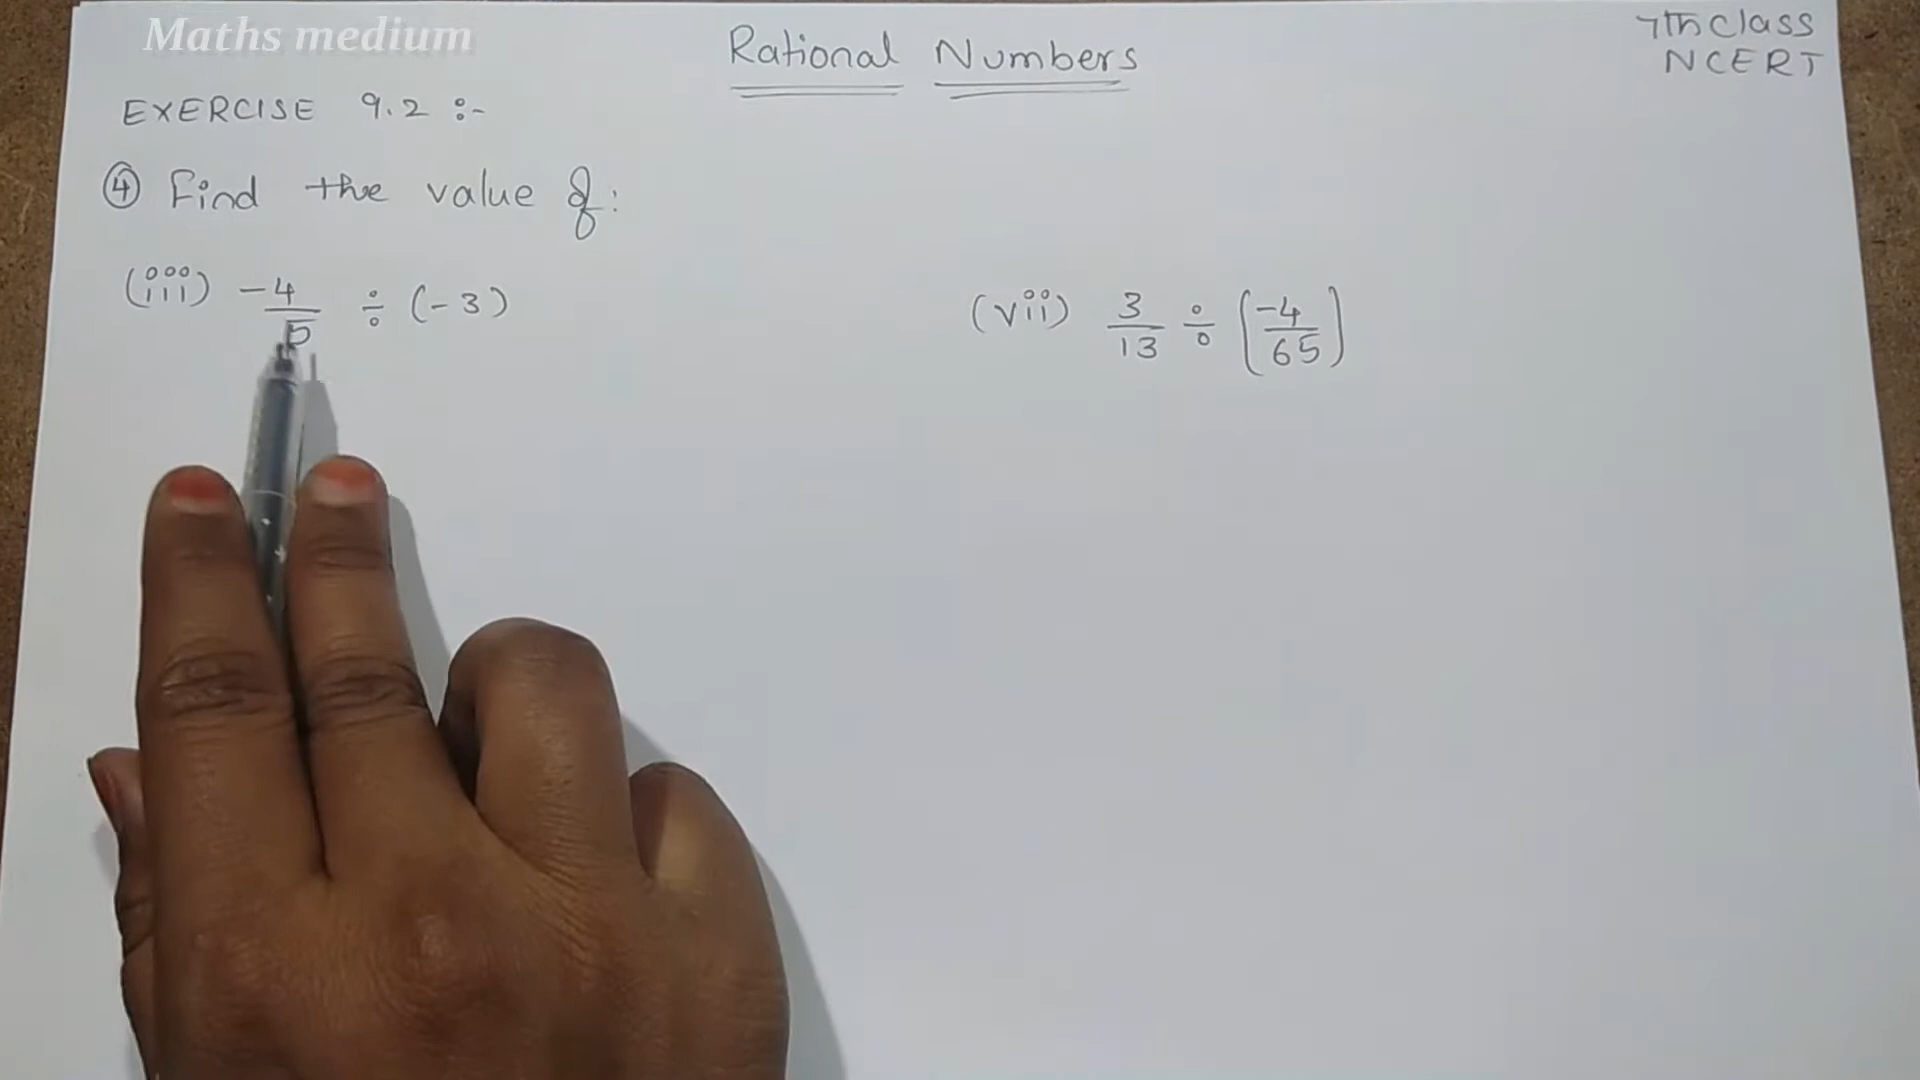 Maths medium
Rational Numbers
7th Class
NCERT
EXERCISE 9.2 :-
④ Find the value of:
(iii) -4/5 ÷ (-3)
(vii) 3/13 ÷ (-4/65)